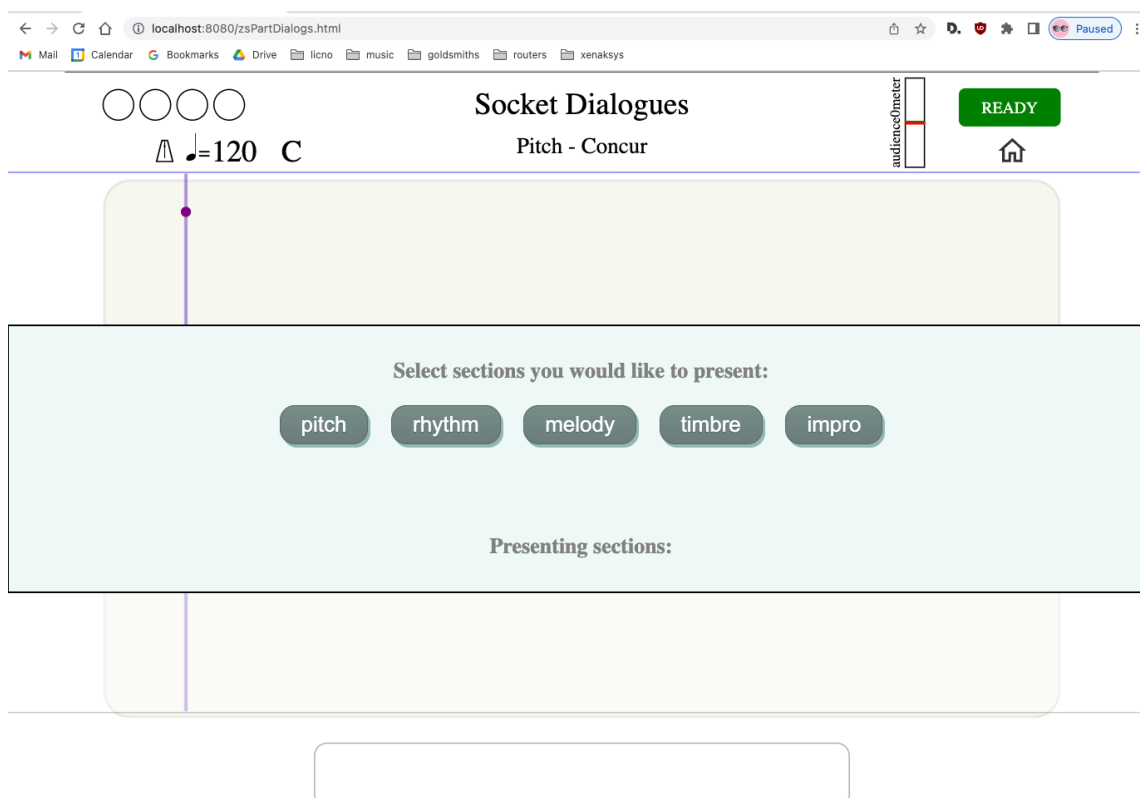 localhost:8080/zsPartDialogs.html
D.
Paused
Mail
Calendar
Bookmarks
Drive
licno
music
goldsmiths
routers
xenaksys
Socket Dialogues
audience0meter
READY
=120 C
Pitch - Concur
Select sections you would like to present:
pitch
rhythm
melody
timbre
impro
Presenting sections: